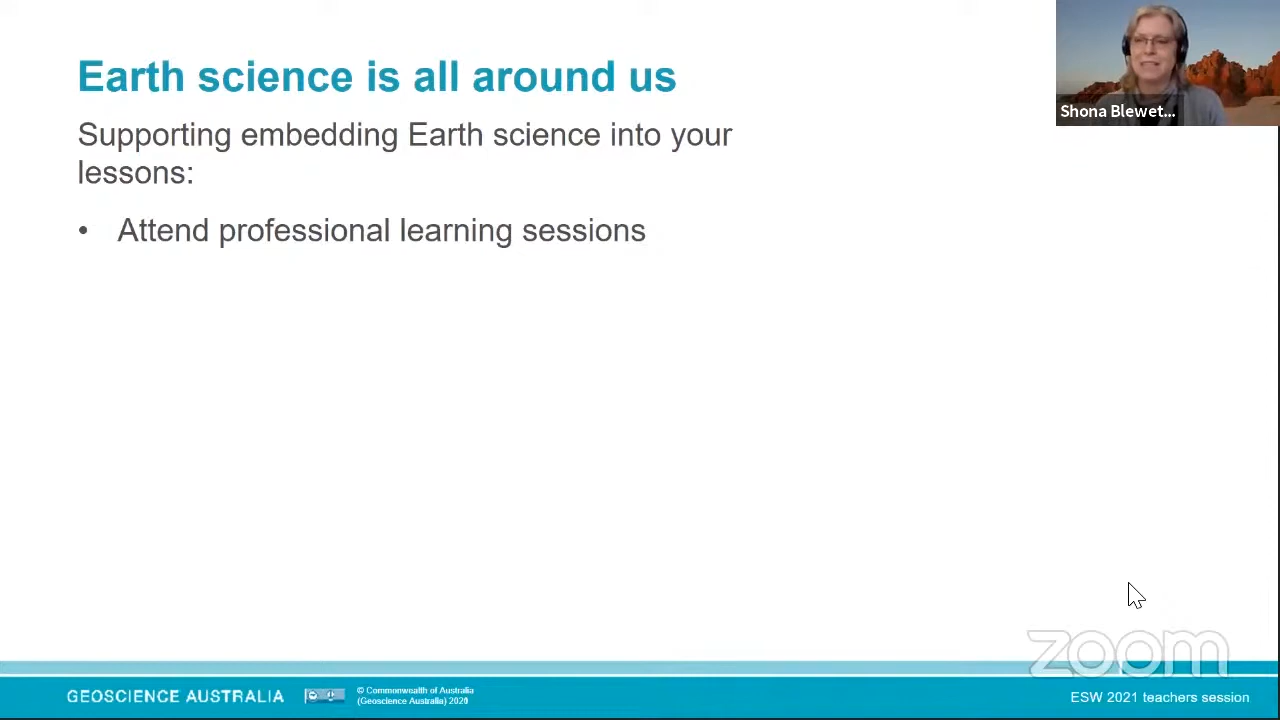 Earth science is all around us
Supporting embedding Earth science into your
lessons:
• Attend professional learning sessions
Shona Blewet...
zoom
GEOSCIENCE AUSTRALIA
© Commonwealth of Australia
(Geoscience Australia) 2020
ESW 2021 teachers session